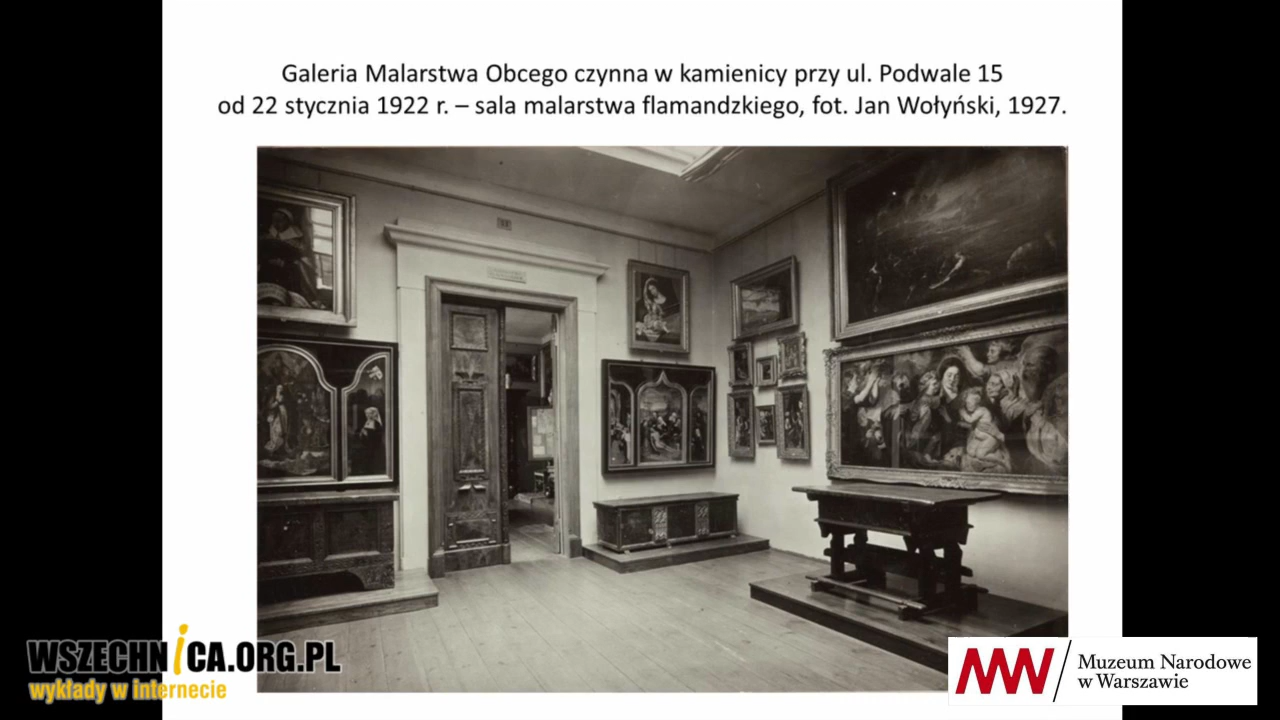 Galeria Malarstwa Obcego czynna w kamienicy przy ul. Podwale 15
od 22 stycznia 1922 r. – sala malarstwa flamandzkiego, fot. Jan Wołyński, 1927.
WSZECHNiCA.ORG.PL
wykłady w internecie
MW
Muzeum Narodowe
w Warszawie